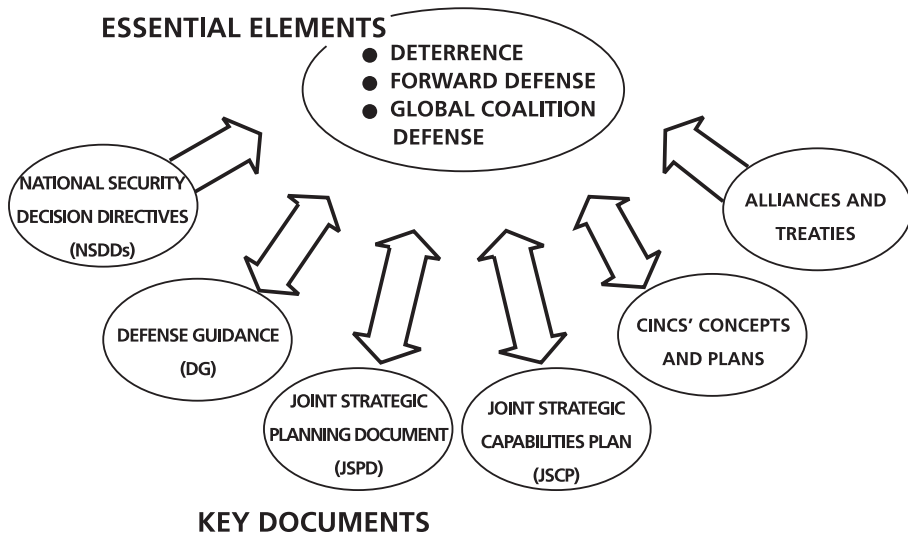 ESSENTIAL ELEMENTS
● DETERRENCE
● FORWARD DEFENSE
● GLOBAL COALITION
DEFENSE
NATIONAL SECURITY
DECISION DIRECTIVES
(NSDDs)
DEFENSE GUIDANCE
(DG)
JOINT STRATEGIC
PLANNING DOCUMENT
(JSPD)
JOINT STRATEGIC
CAPABILITIES PLAN
(JSCP)
CINCS’ CONCEPTS
AND PLANS
ALLIANCES AND
TREATIES
KEY DOCUMENTS